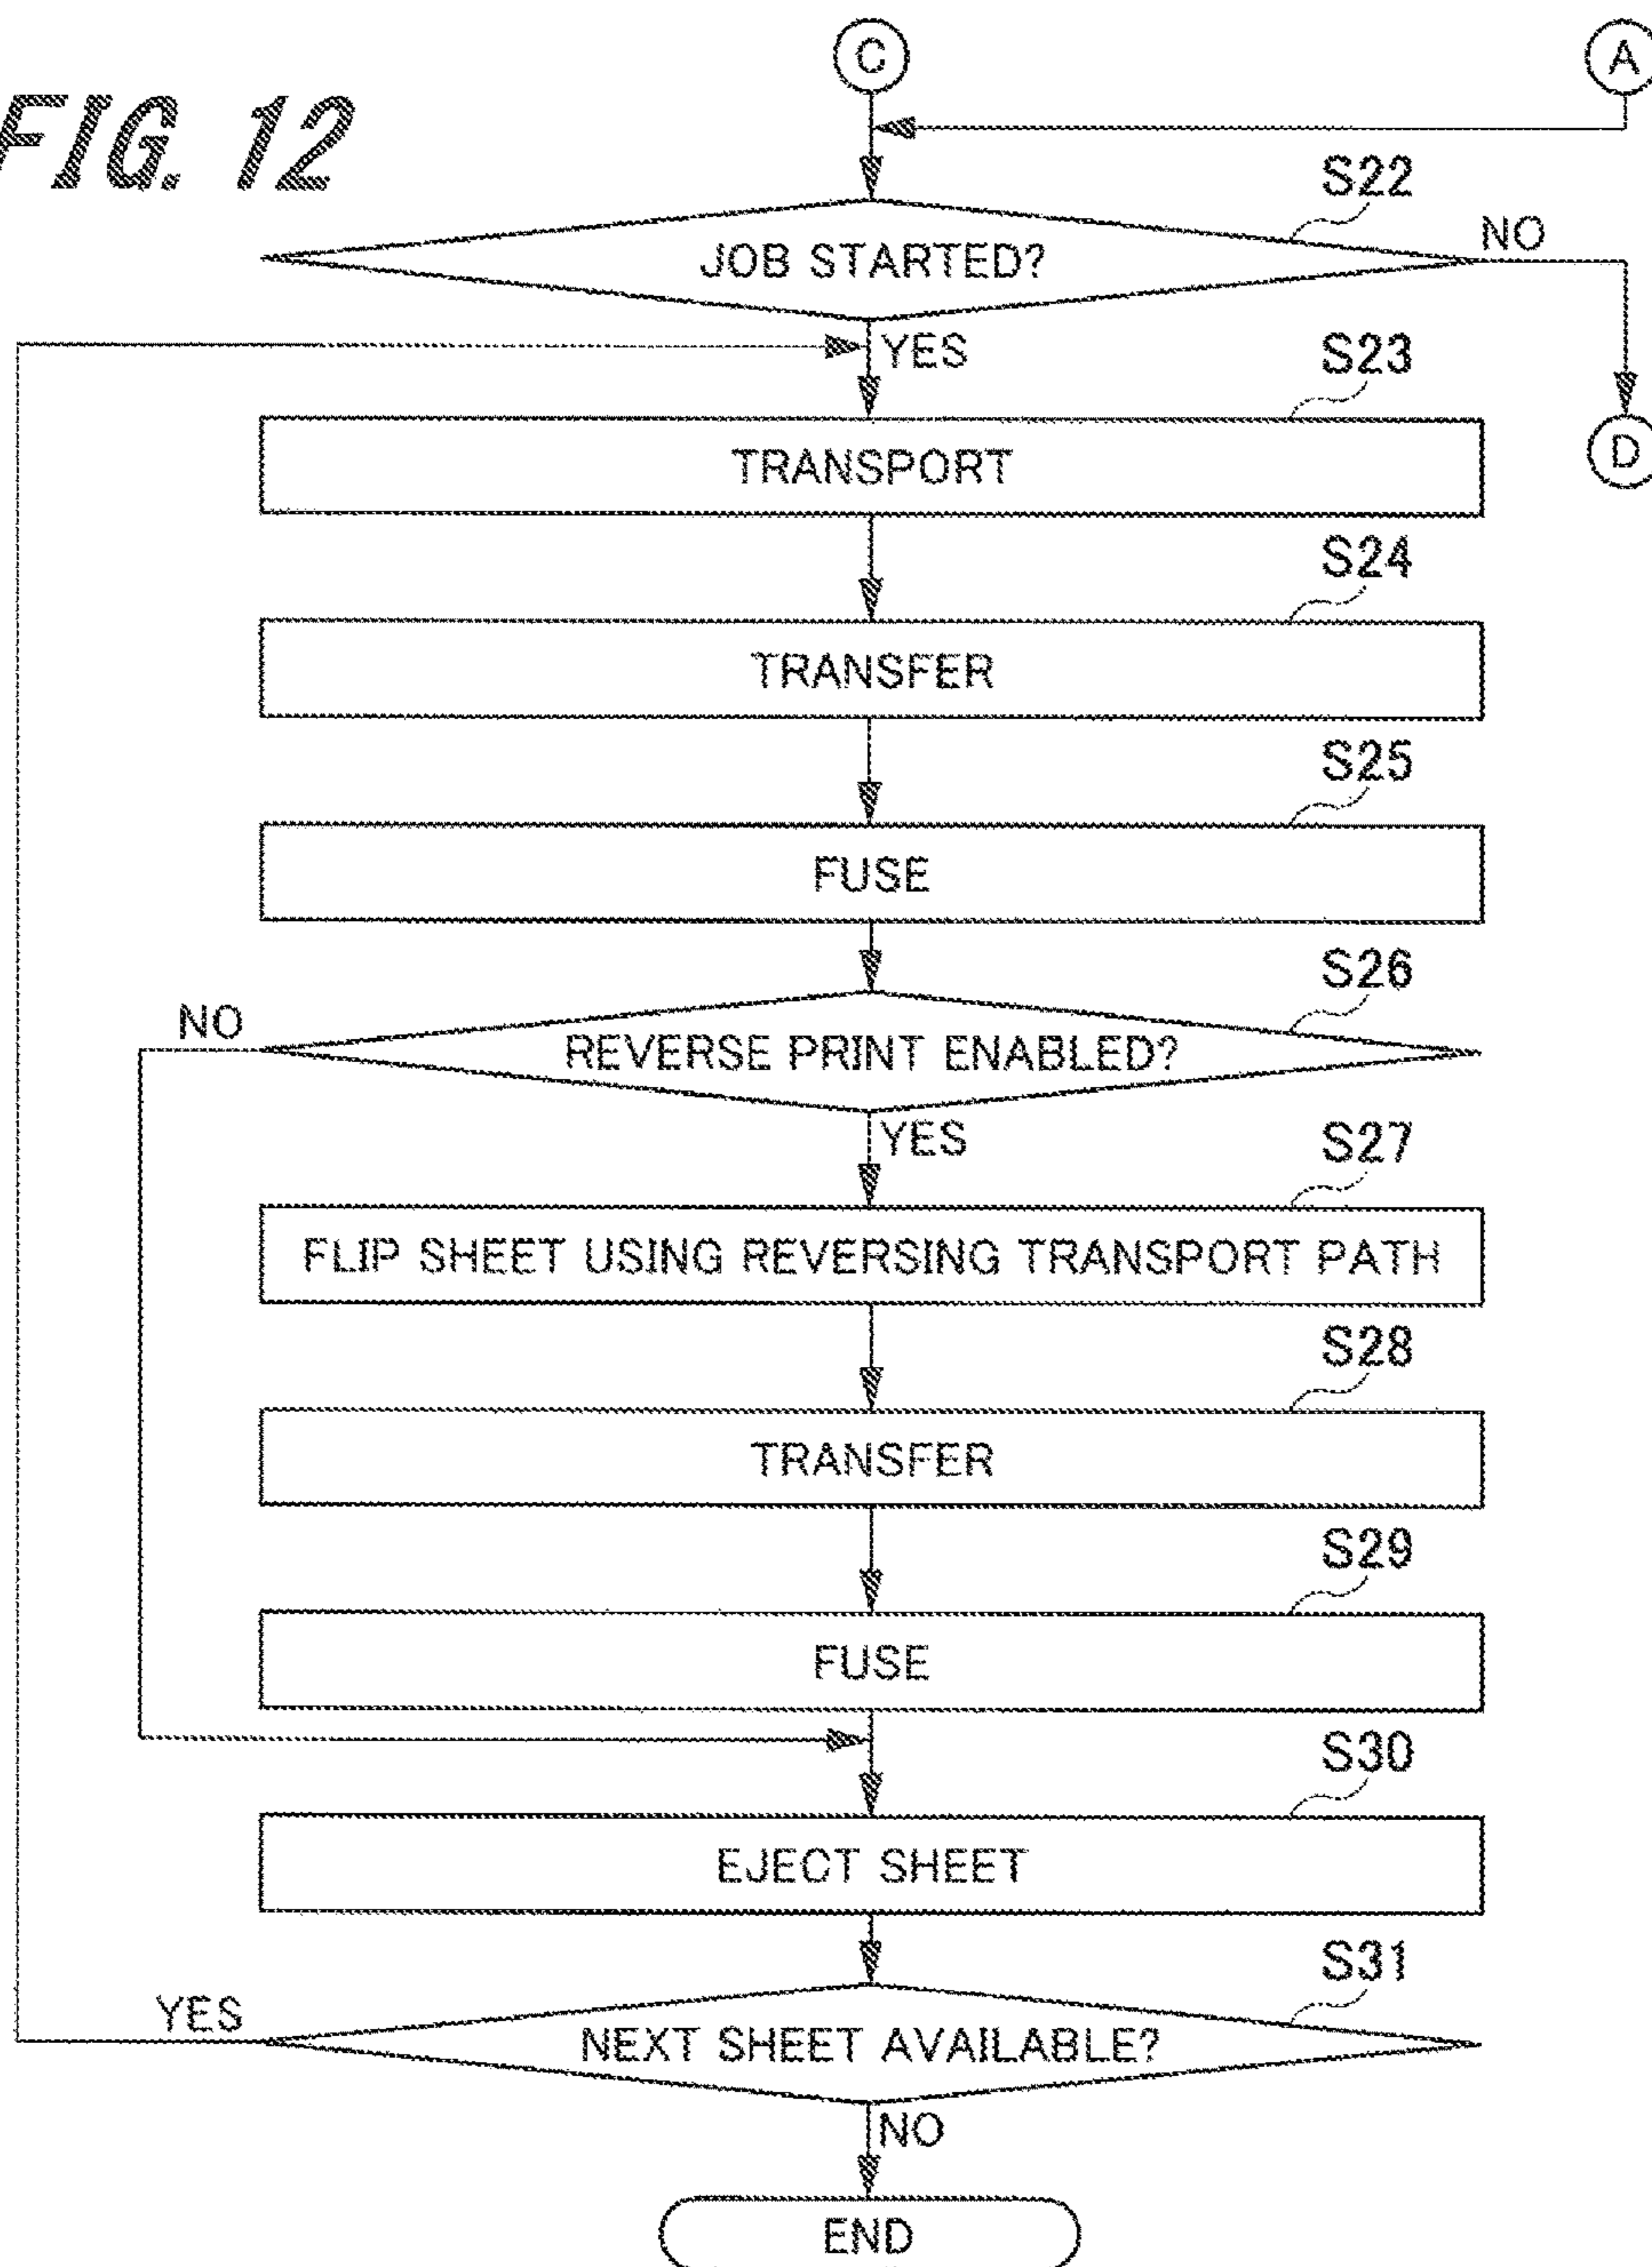 C
A
FIG. 12
S22
JOB STARTED?
NO
YES
S23
TRANSPORT
D
S24
TRANSFER
S25
FUSE
S26
NO
REVERSE PRINT ENABLED?
YES
S27
FLIP SHEET USING REVERSING TRANSPORT PATH
S28
TRANSFER
S29
FUSE
S30
EJECT SHEET
S31
YES
NEXT SHEET AVAILABLE?
NO
END